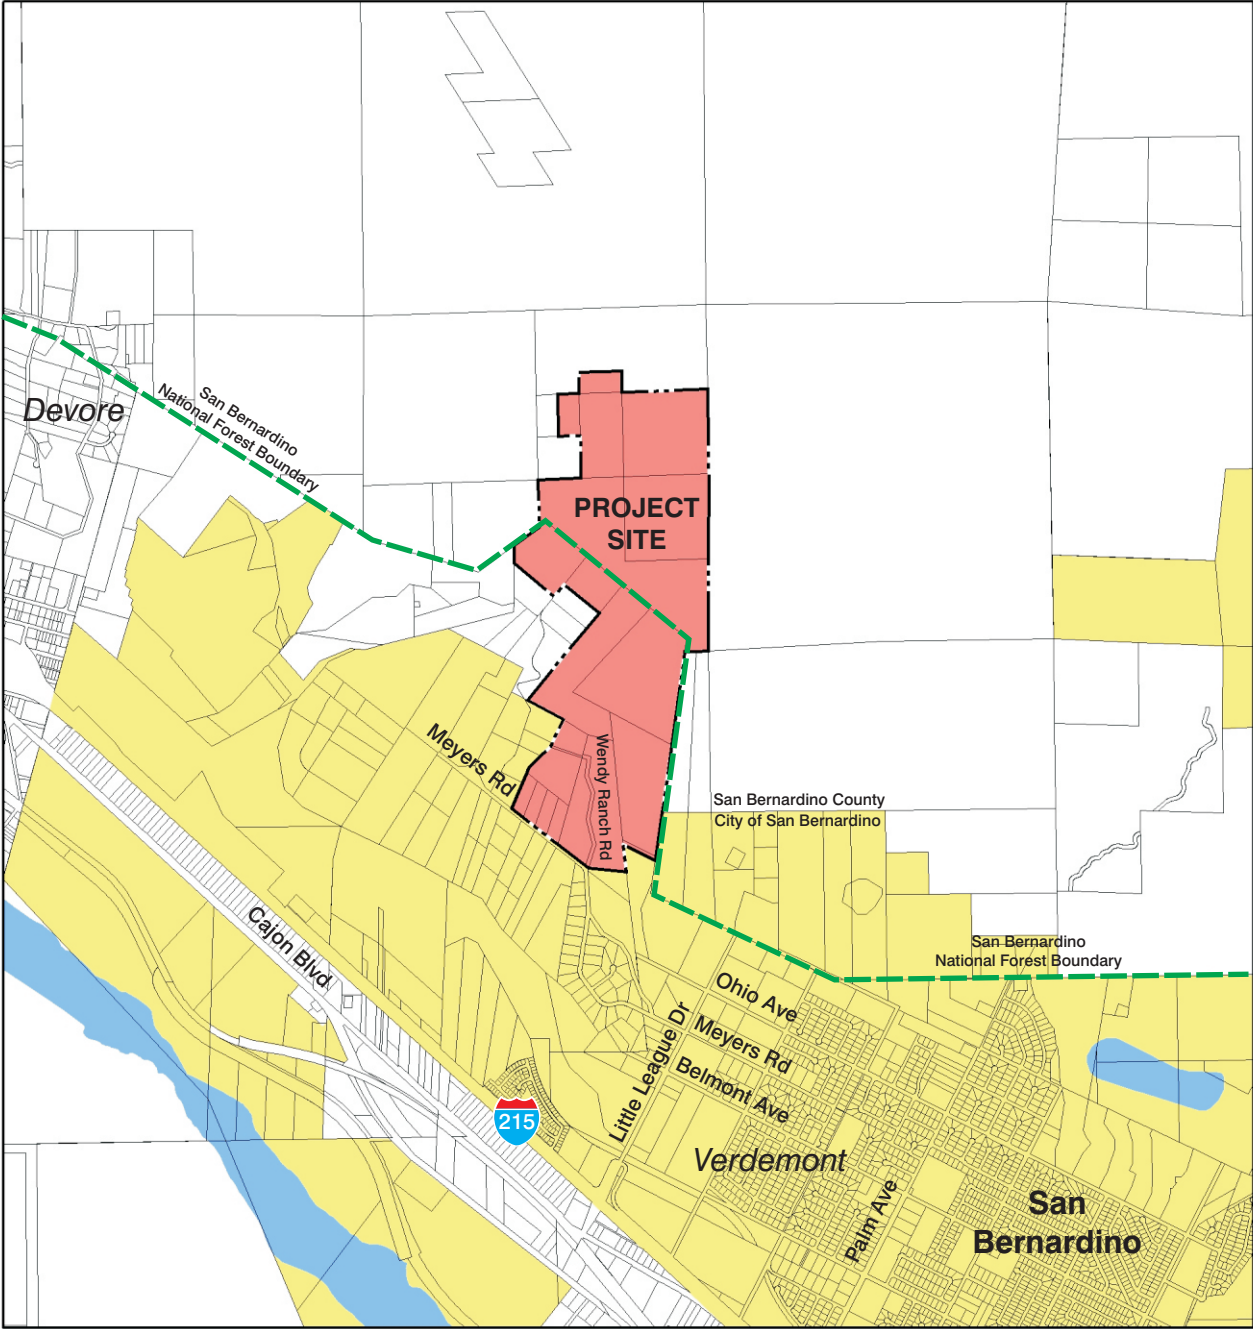 San Bernardino
National Forest Boundary
Devore
PROJECT
SITE
Meyers Rd
Wendy Ranch Rd
San Bernardino County
City of San Bernardino
Cajon Blvd
San Bernardino
National Forest Boundary
Ohio Ave
Little League Dr
Meyers Rd
Belmont Ave
215
Verdemont
Palm Ave
San
Bernardino